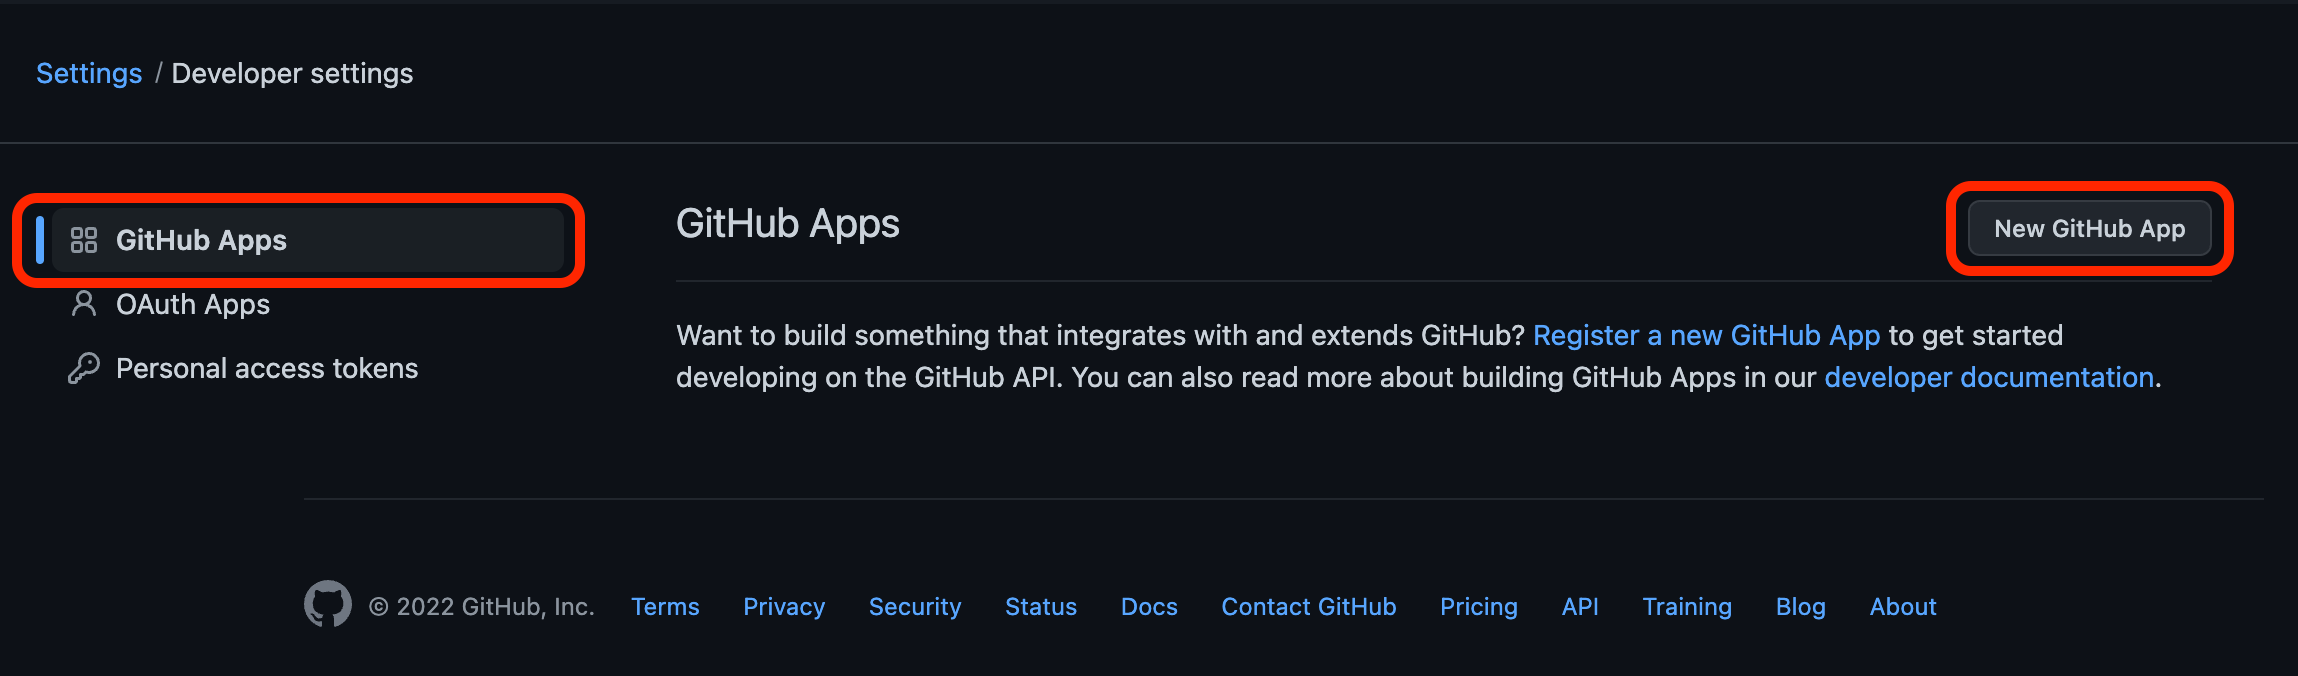 Settings / Developer settings
GitHub Apps
OAuth Apps
Personal access tokens
GitHub Apps
New GitHub App
Want to build something that integrates with and extends GitHub? Register a new GitHub App to get started
developing on the GitHub API. You can also read more about building GitHub Apps in our developer documentation.
© 2022 GitHub, Inc. Terms Privacy Security Status Docs Contact GitHub Pricing API Training Blog About